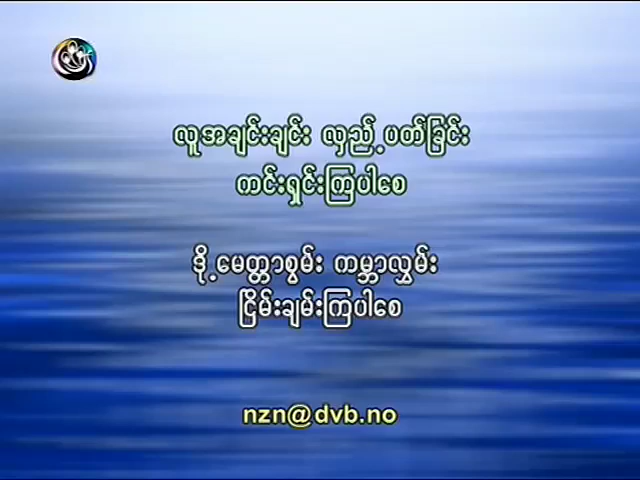 လူအချင်းချင်း လှည့်ပတ်ခြင်း
ကင်းရှင်းကြပါစေ
ဒို့မေတ္တာစွမ်း ကမ္ဘာလွှမ်း
ငြိမ်းချမ်းကြပါစေ
nzn@dvb.no